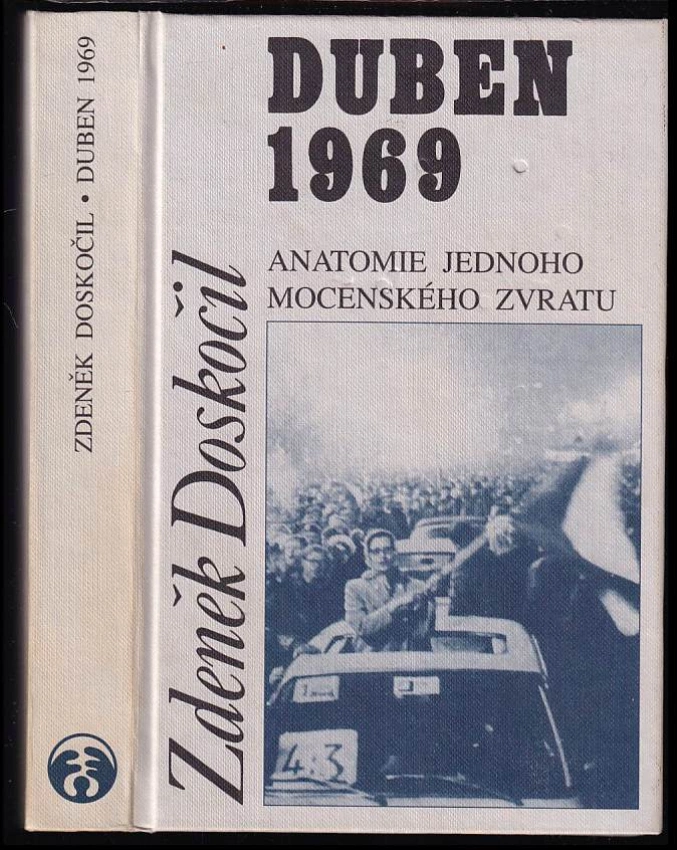 ZDENĚK DOSKOČIL • DUBEN 1969
Zdeněk Doskočil
DUBEN
1969
ANATOMIE JEDNOHO
MOCENSKÉHO ZVRATU
4:3